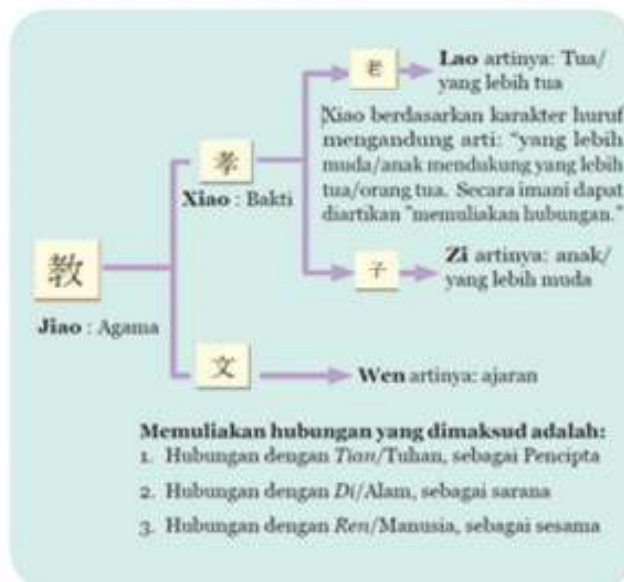 老
Lao artinya: Tua/
yang lebih tua
Xiao berdasarkan karakter huruf
mengandung arti: “yang lebih
muda/anak mendukung yang lebih
tua/orang tua. Secara imani dapat
diartikan "memuliakan hubungan."
孝
Xiao : Bakti
子
Zi artinya: anak/
yang lebih muda
教
Jiao : Agama
文
Wen artinya: ajaran
Memuliakan hubungan yang dimaksud adalah:
1. Hubungan dengan Tian/Tuhan, sebagai Pencipta
2. Hubungan dengan Di/Alam, sebagai sarana
3. Hubungan dengan Ren/Manusia, sebagai sesama